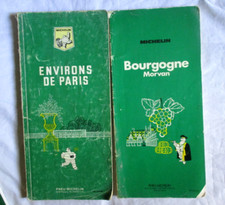 ENVIRONS
DE PARIS
MICHELIN
Bourgogne
Morvan